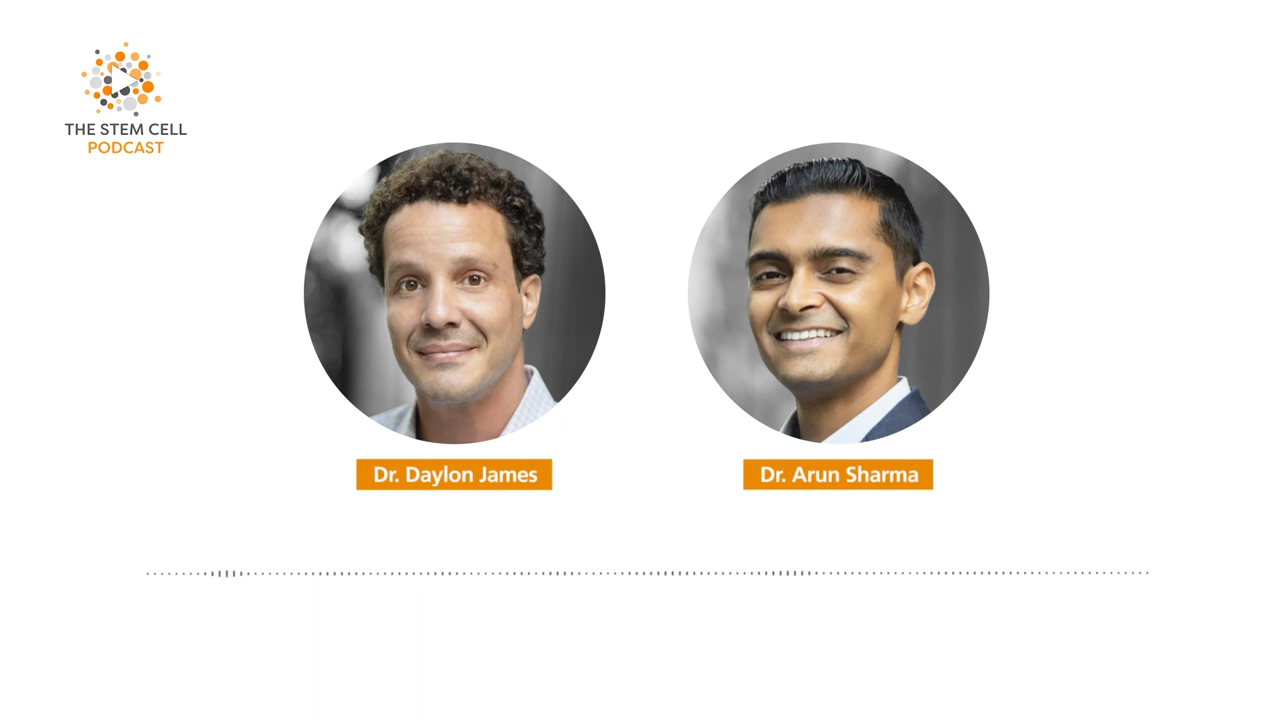 THE STEM CELL
PODCAST
Dr. Daylon James
Dr. Arun Sharma